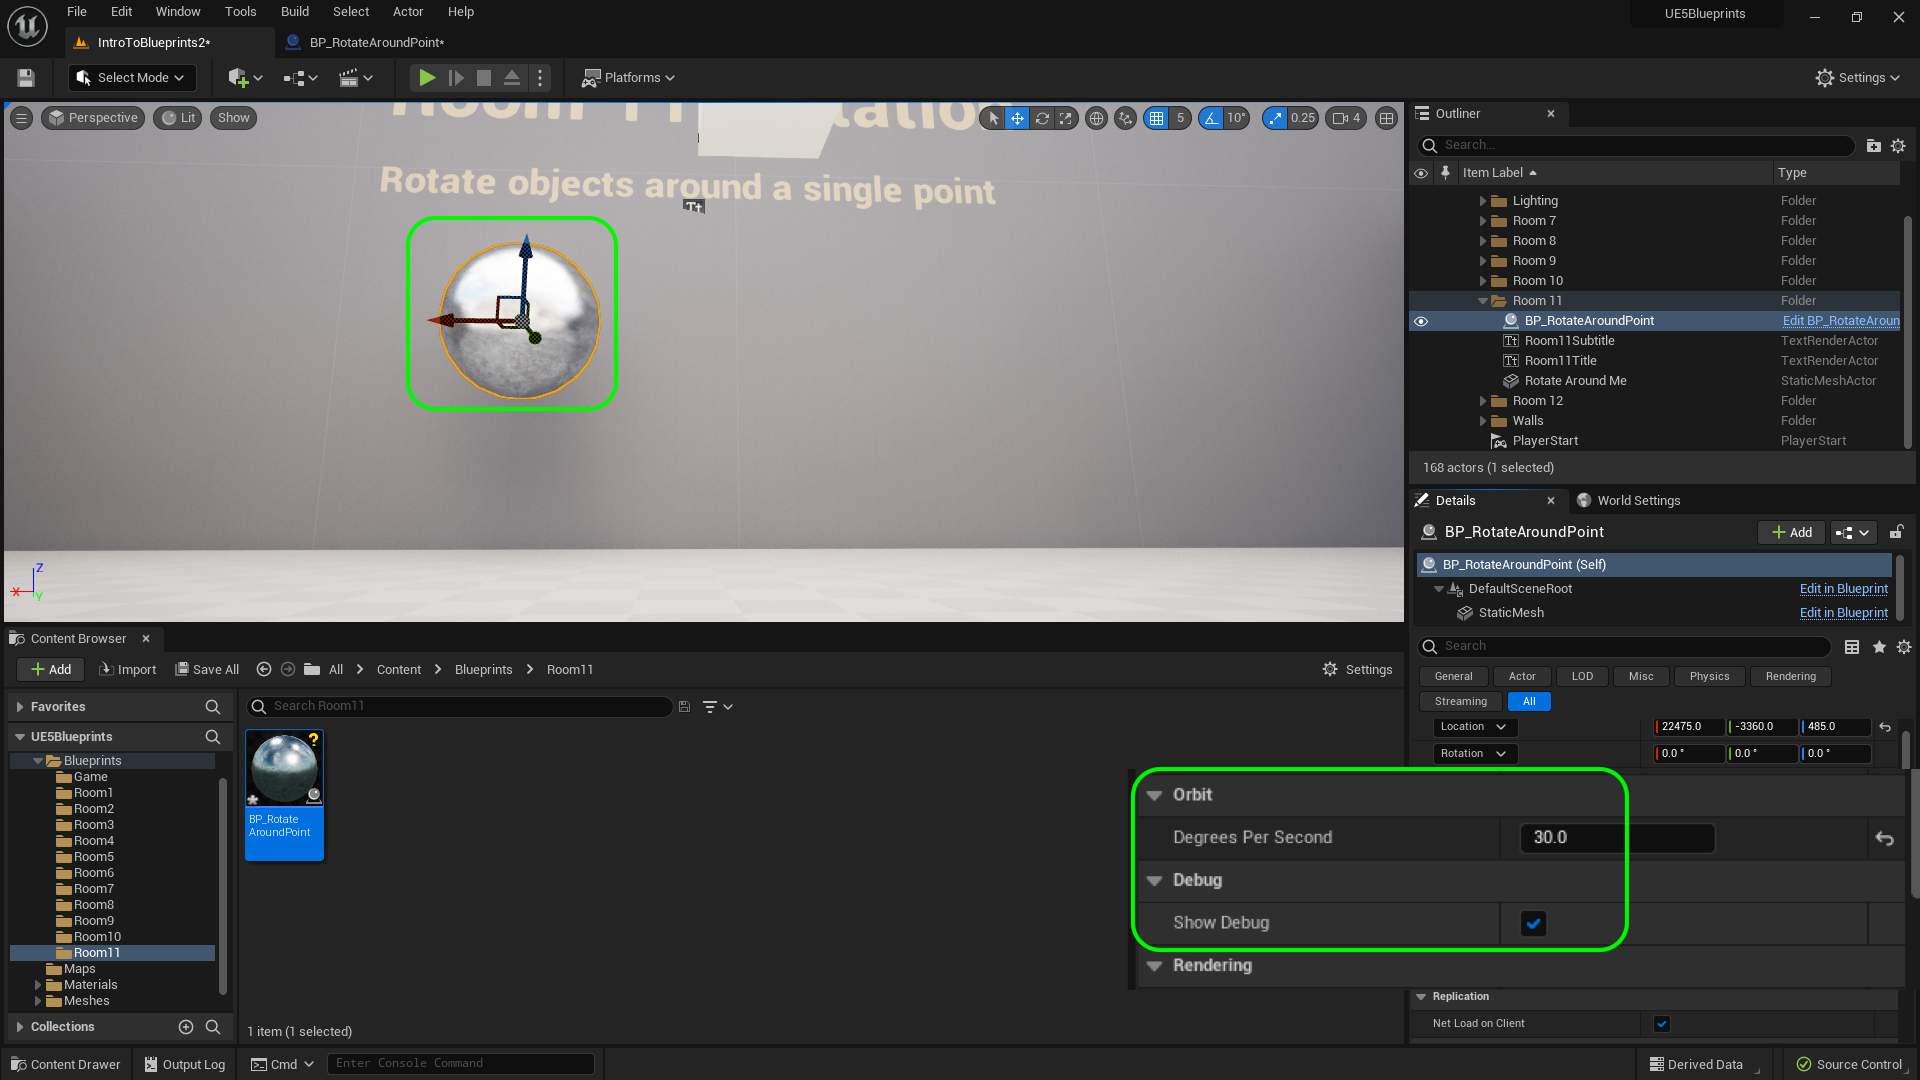 File Edit Window Tools Build Select Actor Help
UE5Blueprints
IntroToBlueprints2*
BP_RotateAroundPoint*
Select Mode
Platforms
Settings
Perspective
Lit
Show
5
10°
0.25
4
Rotate objects around a single point
Tt
Z
X
Y
Outliner
Search...
Item Label
Type
Lighting Folder
Room 7 Folder
Room 8 Folder
Room 9 Folder
Room 10 Folder
Room 11 Folder
BP_RotateAroundPoint Edit BP_RotateAroun
Tt Room11Subtitle TextRenderActor
Tt Room11Title TextRenderActor
Rotate Around Me StaticMeshActor
Room 12 Folder
Walls Folder
PlayerStart PlayerStart
168 actors (1 selected)
Details
World Settings
BP_RotateAroundPoint
Add
BP_RotateAroundPoint (Self)
DefaultSceneRoot Edit in Blueprint
StaticMesh Edit in Blueprint
Search
General Actor LOD Misc Physics Rendering
Streaming All
Location 22475.0 -3360.0 485.0
Rotation 0.0 ° 0.0 ° 0.0 °
Orbit
Degrees Per Second 30.0
Debug
Show Debug
Rendering
Replication
Net Load on Client
Content Browser
Add
Import
Save All
All
Content
Blueprints
Room11
Settings
Favorites
Search Room11
UE5Blueprints
Blueprints
Game
Room1
Room2
Room3
Room4
Room5
Room6
Room7
Room8
Room9
Room10
Room11
Maps
Materials
Meshes
Collections
?
BP_Rotate
AroundPoint
1 item (1 selected)
Content Drawer
Output Log
Cmd
Enter Console Command
Derived Data
Source Control